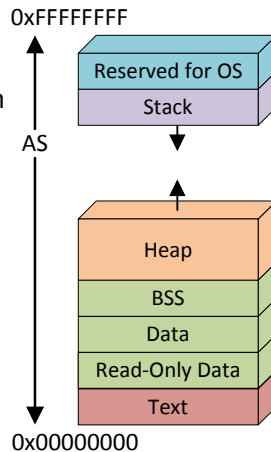 0xFFFFFFFF
Reserved for OS
n
Stack
AS
Heap
BSS
Data
Read-Only Data
Text
0x00000000